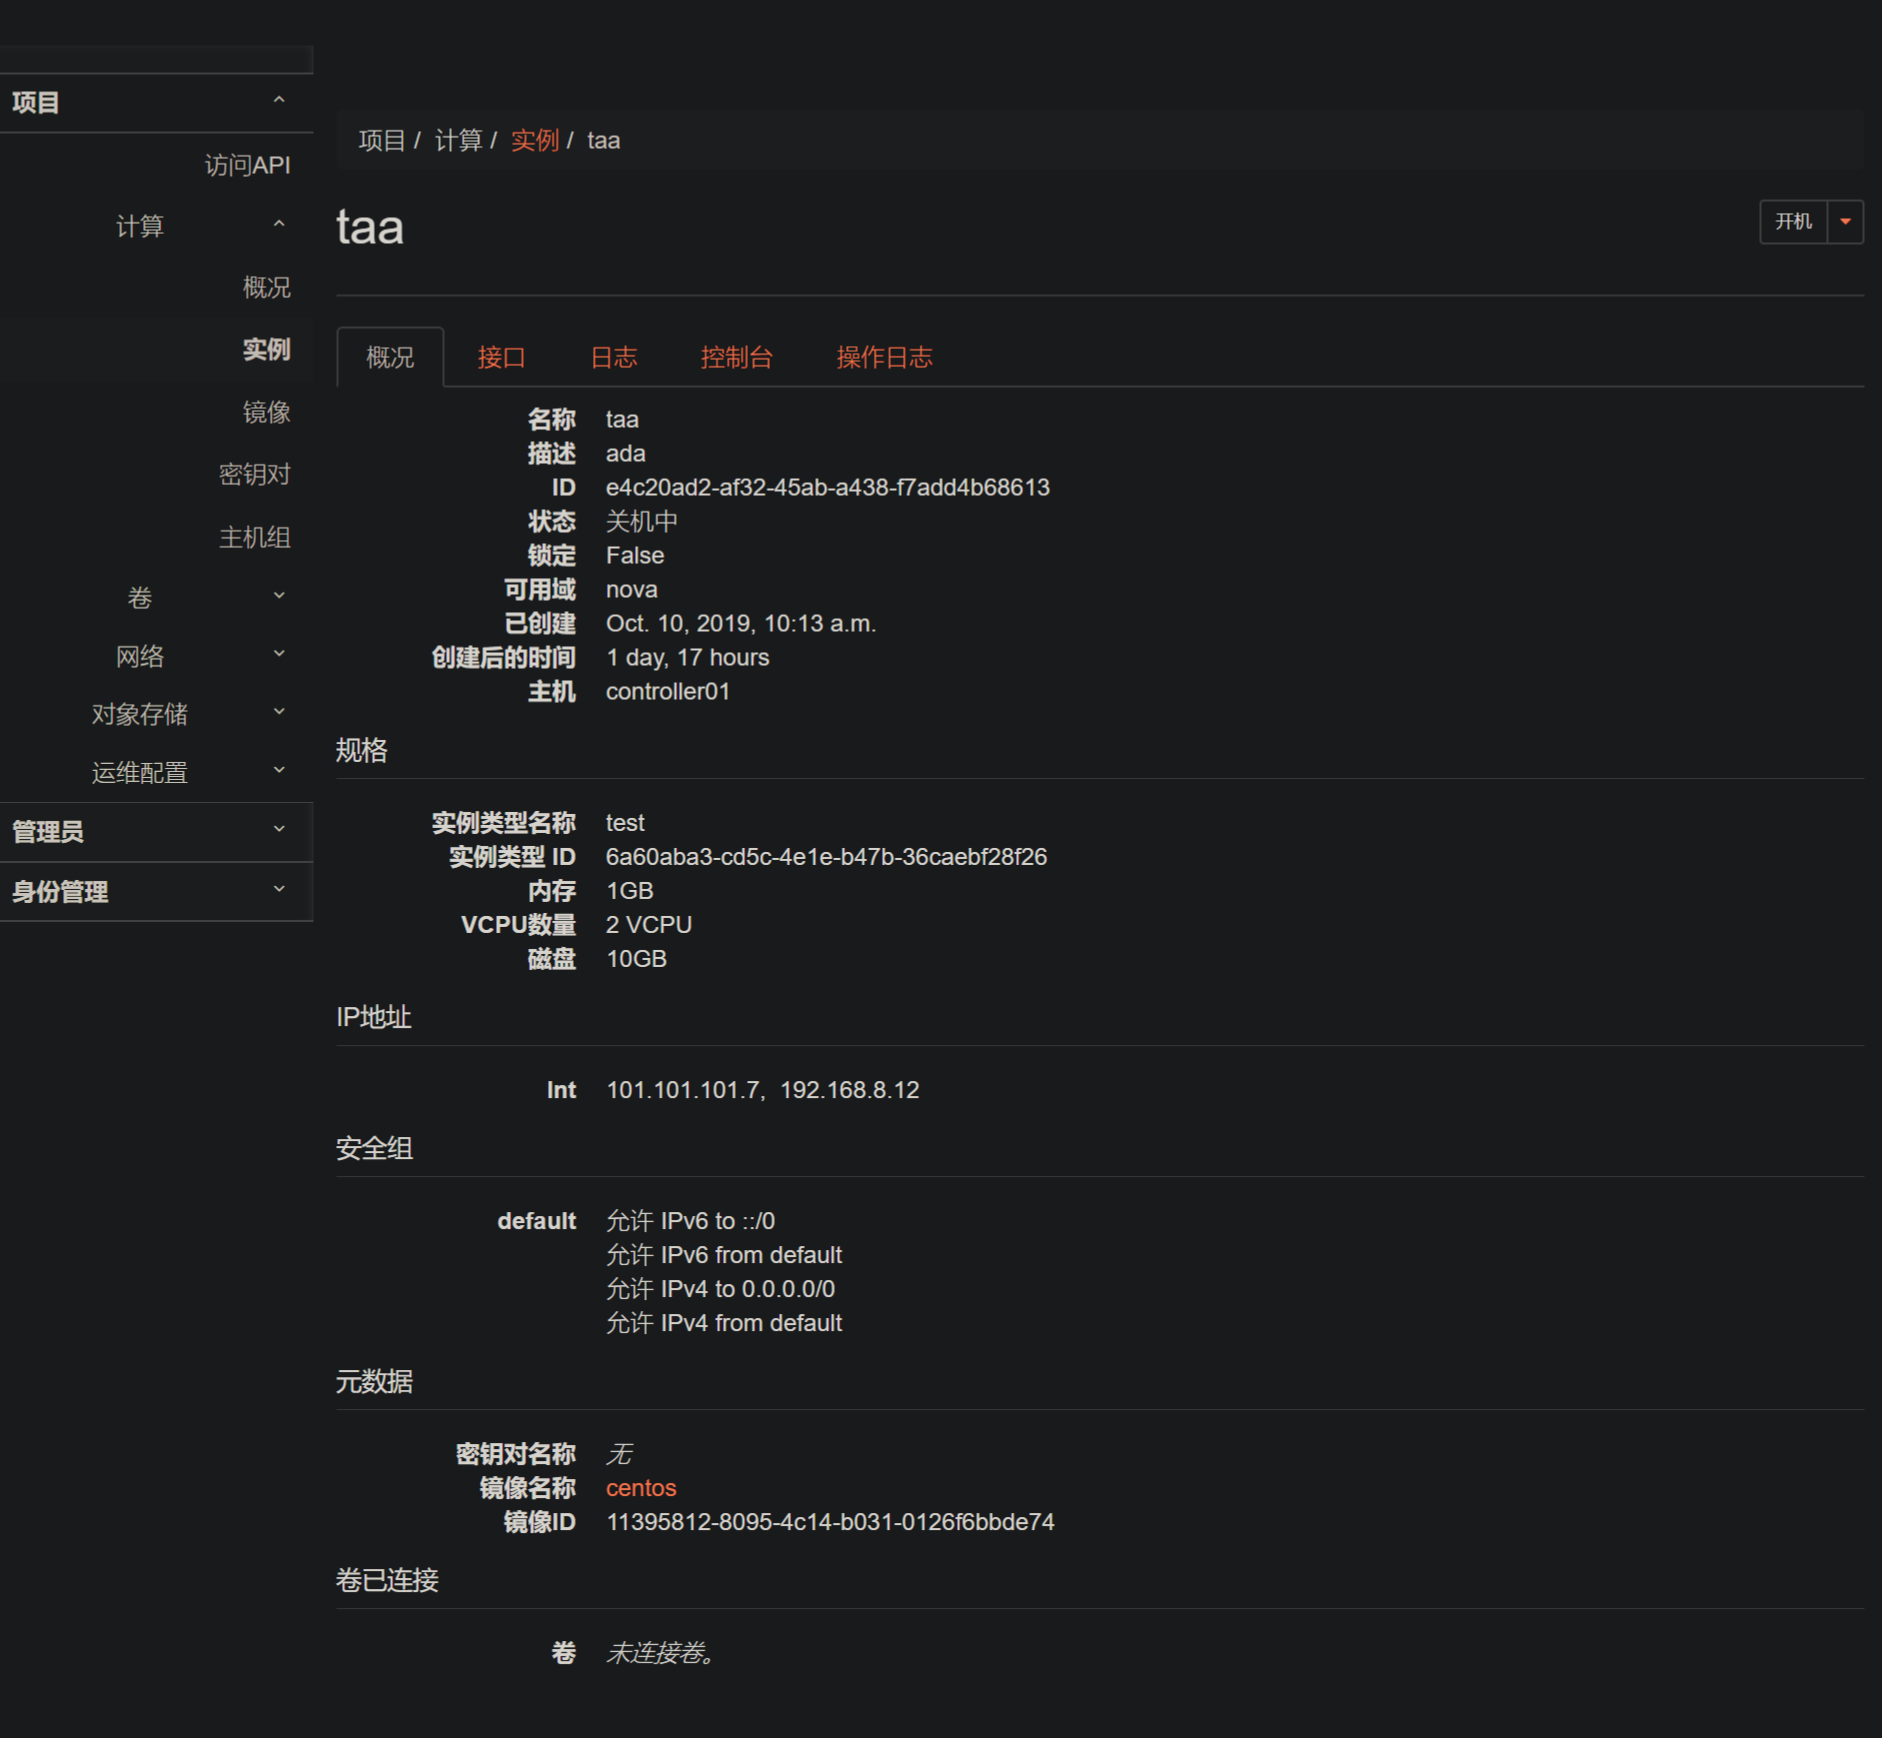 项目
访问API
计算
概况
实例
镜像
密钥对
主机组
卷
网络
对象存储
运维配置
管理员
身份管理
项目 / 计算 / 实例 / taa
taa
开机
概况 接口 日志 控制台 操作日志
名称 taa
描述 ada
ID e4c20ad2-af32-45ab-a438-f7add4b68613
状态 关机中
锁定 False
可用域 nova
已创建 Oct. 10, 2019, 10:13 a.m.
创建后的时间 1 day, 17 hours
主机 controller01
规格
实例类型名称 test
实例类型 ID 6a60aba3-cd5c-4e1e-b47b-36caebf28f26
内存 1GB
VCPU数量 2 VCPU
磁盘 10GB
IP地址
Int 101.101.101.7, 192.168.8.12
安全组
default 允许 IPv6 to ::/0
允许 IPv6 from default
允许 IPv4 to 0.0.0.0/0
允许 IPv4 from default
元数据
密钥对名称 无
镜像名称 centos
镜像ID 11395812-8095-4c14-b031-0126f6bbde74
卷已连接
卷 未连接卷。